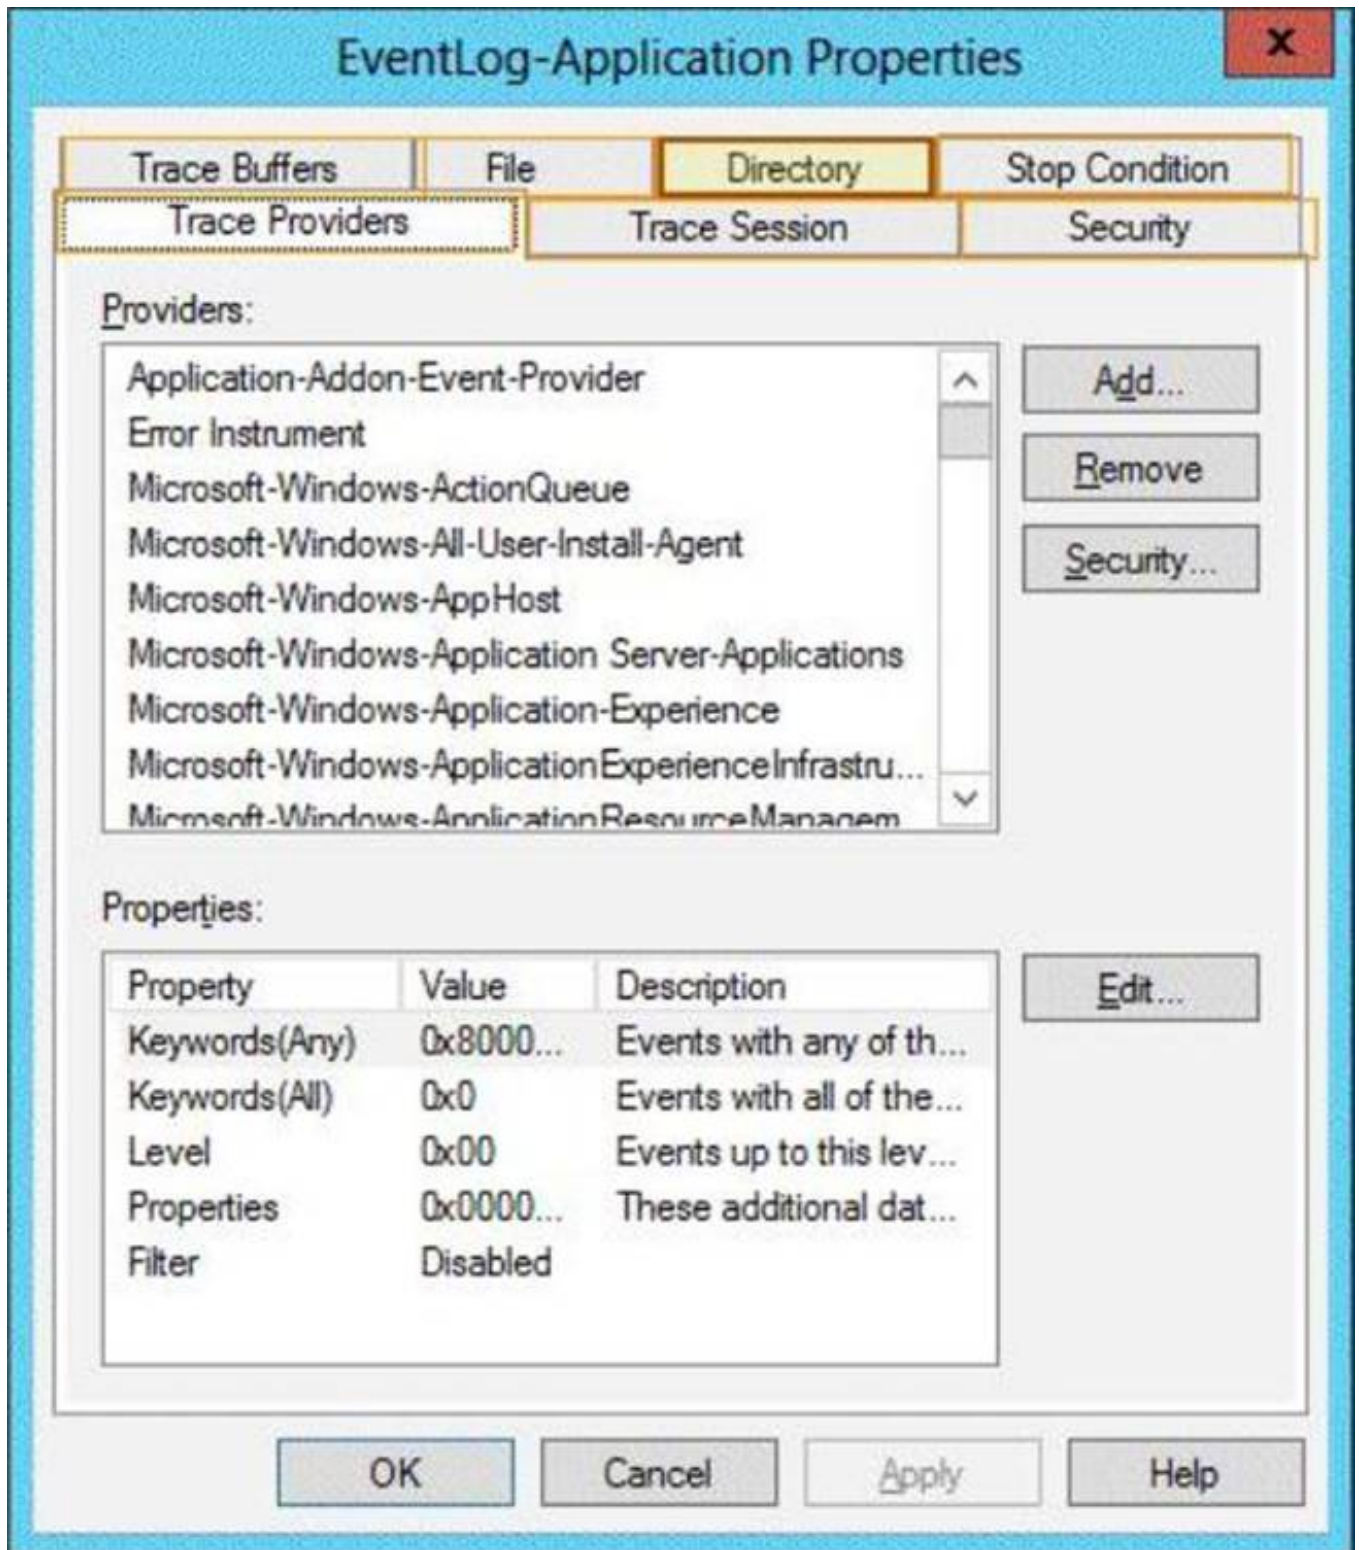 EventLog-Application Properties
x
Trace Buffers File Directory Stop Condition
Trace Providers Trace Session Security
Providers:
Application-Addon-Event-Provider
Error Instrument
Microsoft-Windows-ActionQueue
Microsoft-Windows-All-User-Install-Agent
Microsoft-Windows-AppHost
Microsoft-Windows-Application Server-Applications
Microsoft-Windows-Application-Experience
Microsoft-Windows-ApplicationExperienceInfrastru...
Microsoft-Windows-ApplicationResourceManagem
Add...
Remove
Security...
Properties:
Property Value Description
Keywords(Any) 0x8000... Events with any of th...
Keywords(All) 0x0 Events with all of the...
Level 0x00 Events up to this lev...
Properties 0x0000... These additional dat...
Filter Disabled
Edit...
OK Cancel Apply Help